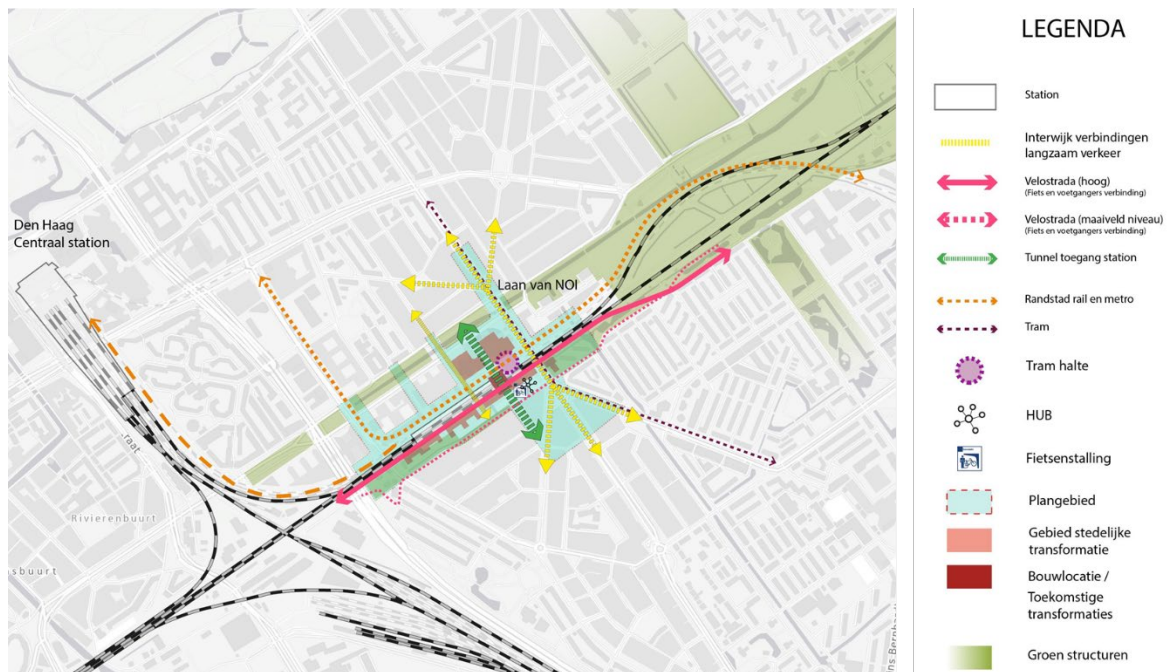 Den Haag
Centraal station
Laan van NOI
Rivierenbuurt
LEGENDA
Station
Interwijk verbindingen
langzaam verkeer
Velostrada (hoog)
(Fiets en voetgangers verbinding)
Velostrada (maaiveld niveau)
(Fiets en voetgangers verbinding)
Tunnel toegang station
Randstad rail en metro
Tram
Tram halte
HUB
Fietsenstalling
Plangebied
Gebied stedelijke
transformatie
Bouwlocatie /
Toekomstige
transformaties
Groen structuren